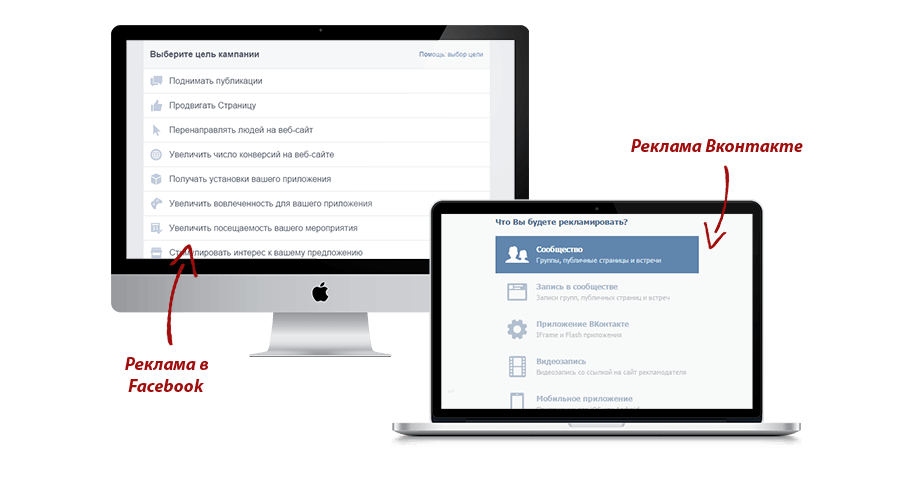 Выберите цель кампании
Помощь: выбор цели
Поднимать публикации
Продвигать Страницу
Перенаправлять людей на веб-сайт
Увеличить число конверсий на веб-сайте
Получать установки вашего приложения
Увеличить вовлеченность для вашего приложения
Увеличить посещаемость вашего мероприятия
Стимулировать интерес к вашему предложению
Реклама в
Facebook
Реклама Вконтакте
Что Вы будете рекламировать?
Сообщество
Группы, публичные страницы и встречи
Запись в сообществе
Записи групп, публичных страниц и встреч
Приложение ВКонтакте
IFrame и Flash приложения
Видеозапись
Видеозапись со ссылкой на сайт рекламодателя
Мобильное приложение